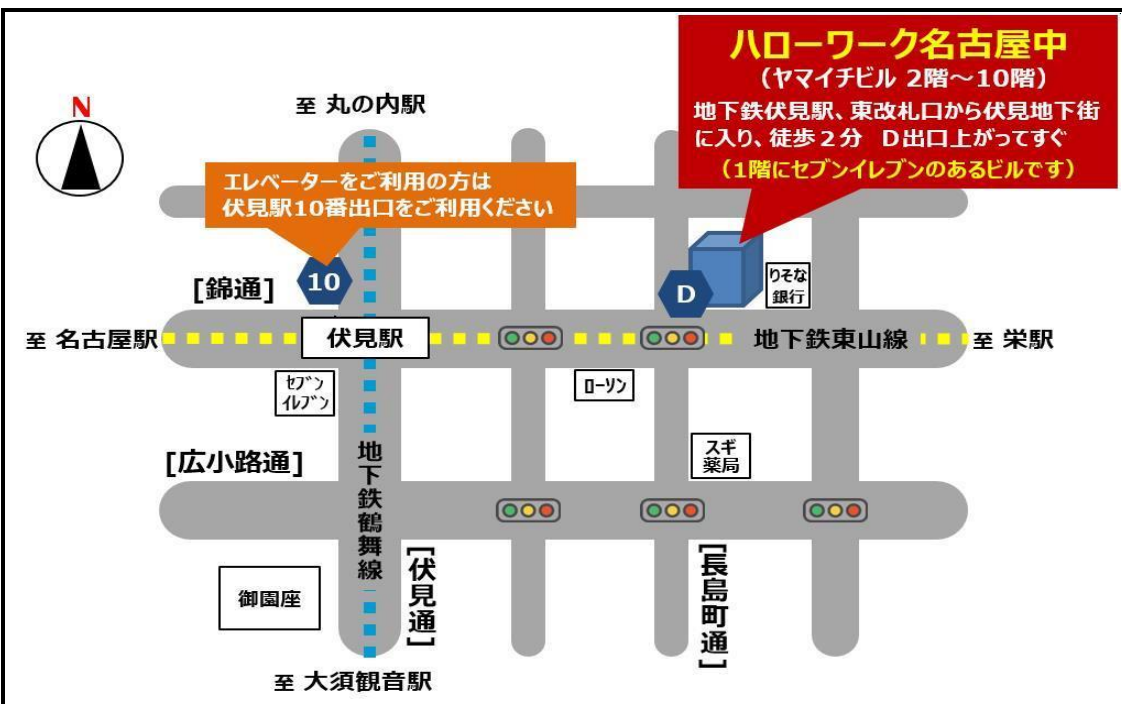 ハローワーク名古屋中
(ヤマイチビル 2階～10階)
地下鉄伏見駅、東改札口から伏見地下街
に入り、徒歩２分　D出口上がってすぐ
(1階にセブンイレブンのあるビルです)
N
至 丸の内駅
エレベーターをご利用の方は
伏見駅10番出口をご利用ください
[錦通]
10
D
りそな
銀行
至 名古屋駅
伏見駅
地下鉄東山線
至 栄駅
ｾﾌﾞﾝ
ｲﾚﾌﾞﾝ
ﾛｰｿﾝ
[広小路通]
スギ
薬局
地下鉄鶴舞線
[伏見通]
[長島町通]
御園座
至 大須観音駅